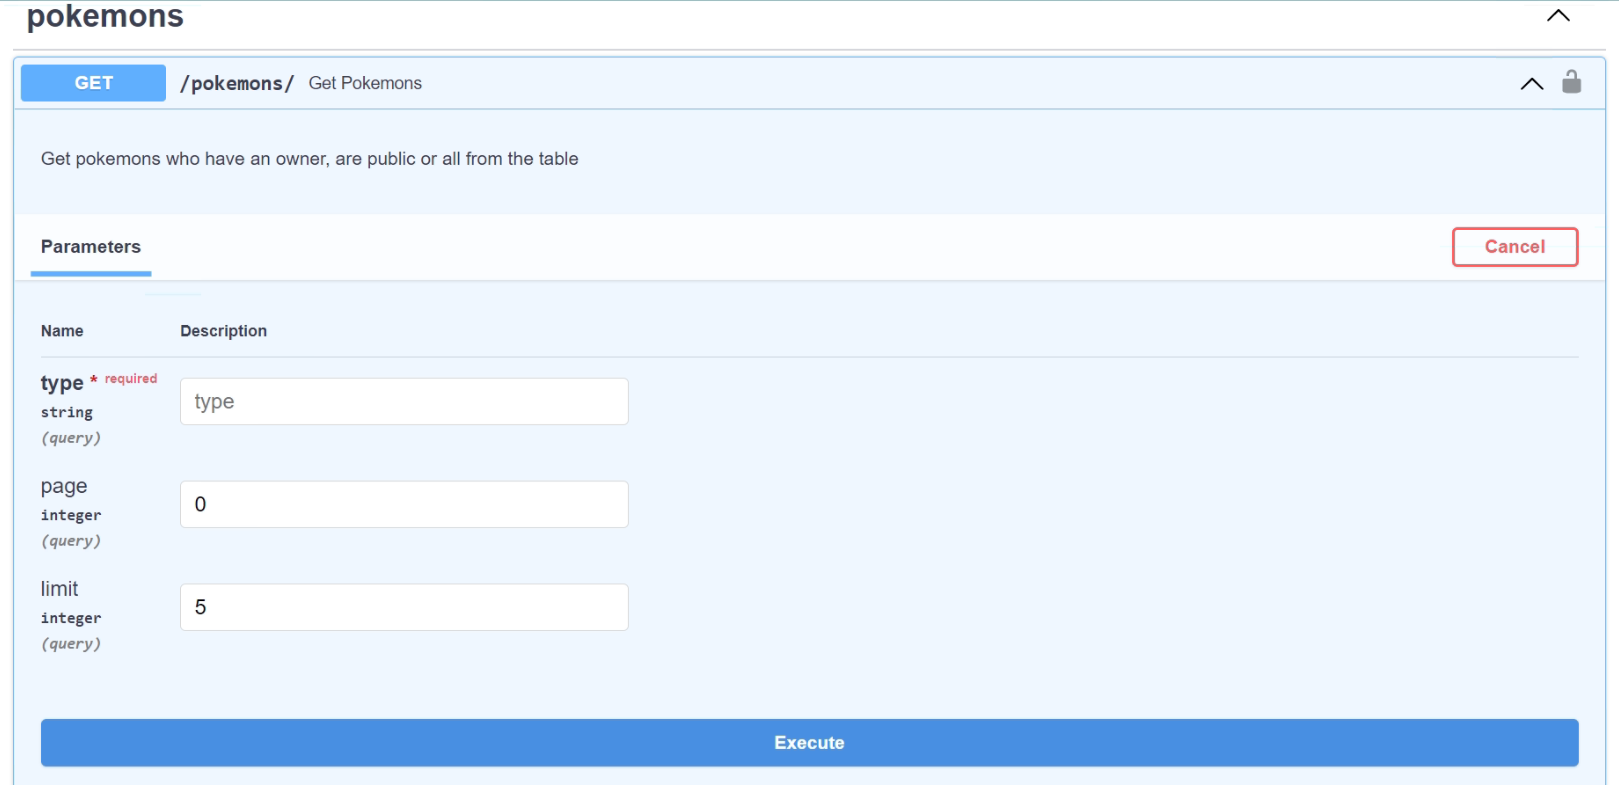 pokemons
GET /pokemons/ Get Pokemons
Get pokemons who have an owner, are public or all from the table
Parameters Cancel
Name Description
type * required
string
(query)
type
page
integer
(query)
0
limit
integer
(query)
5
Execute